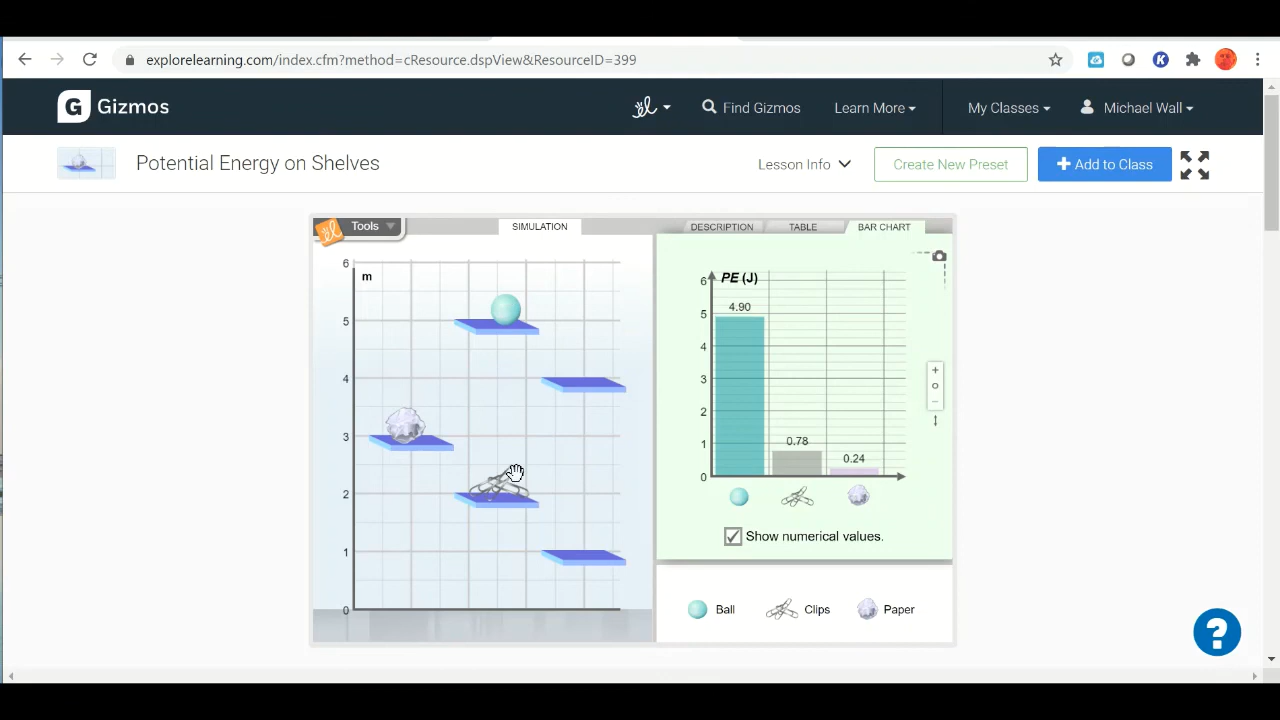 explorelearning.com/index.cfm?method=cResource.dspView&ResourceID=399
K
G Gizmos
Find Gizmos Learn More My Classes Michael Wall
Potential Energy on Shelves
Lesson Info Create New Preset + Add to Class
Tools SIMULATION DESCRIPTION TABLE BAR CHART
6
m
5
4
3
2
1
0
PE (J)
6
5
4
3
2
1
0
4.90
0.78
0.24
Show numerical values.
Ball Clips Paper
?